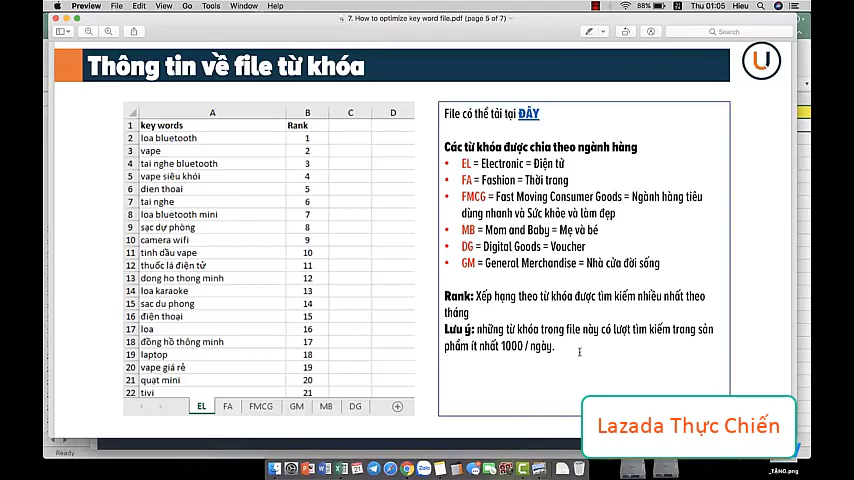 Preview File Edit View Go Tools Window Help 88% Thu 01:05 Hieu
7. How to optimize key word file.pdf (page 5 of 7)
Search
Thông tin về file từ khóa
A B C D
1 key words Rank
2 loa bluetooth 1
3 vape 2
4 tai nghe bluetooth 3
5 vape siêu khói 4
6 dien thoai 5
7 tai nghe 6
8 loa bluetooth mini 7
9 sạc dự phòng 8
10 camera wifi 9
11 tinh dầu vape 10
12 thuốc lá điện tử 11
13 dong ho thong minh 12
14 loa karaoke 13
15 sac du phong 14
16 điện thoại 15
17 loa 16
18 đồng hồ thông minh 17
19 laptop 18
20 vape giá rẻ 19
21 quạt mini 20
22 tivi 21
EL FA FMCG GM MB DG
File có thể tải tại ĐÂY
Các từ khóa được chia theo ngành hàng
• EL = Electronic = Điện tử
• FA = Fashion = Thời trang
• FMCG = Fast Moving Consumer Goods = Ngành hàng tiêu
dùng nhanh và Sức khỏe và làm đẹp
• MB = Mom and Baby = Mẹ và bé
• DG = Digital Goods = Voucher
• GM = General Merchandise = Nhà cửa đời sống
Rank: Xếp hạng theo từ khóa được tìm kiếm nhiều nhất theo
tháng
Lưu ý: những từ khóa trong file này có lượt tìm kiếm trang sản
phẩm ít nhất 1000 / ngày.
Lazada Thực Chiến
Ready
Zalo
_TẢNG.png